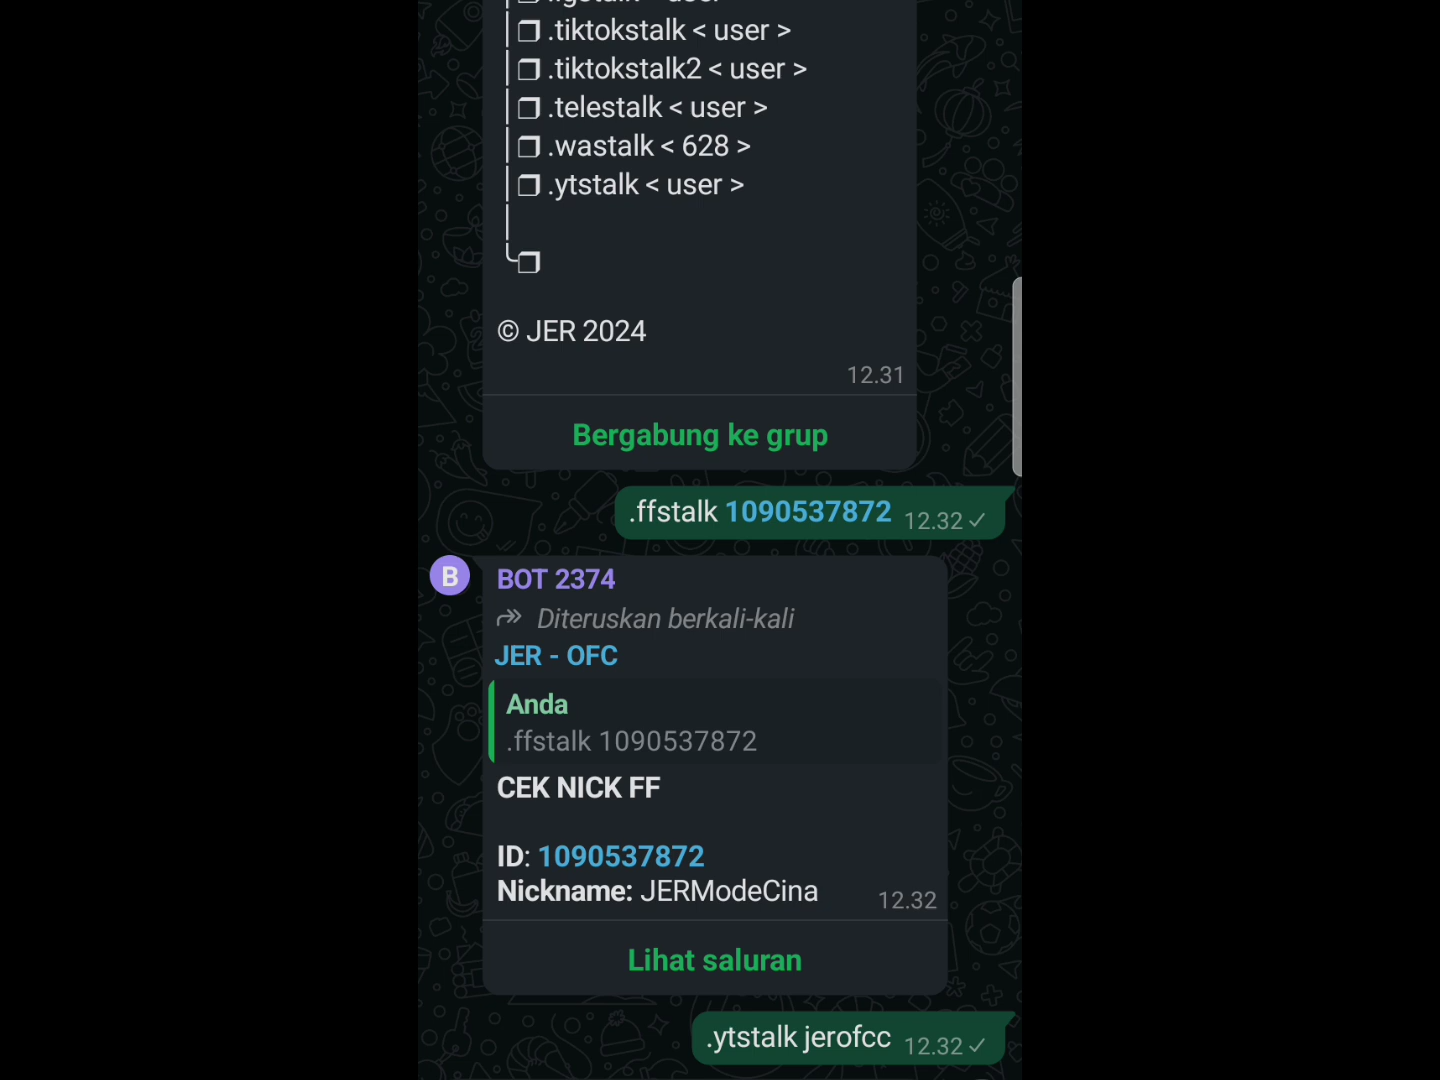 .tiktokstalk < user >
.tiktokstalk2 < user >
.telestalk < user >
.wastalk < 628 >
.ytstalk < user >
© JER 2024
12.31
Bergabung ke grup
.ffstalk 1090537872 12.32
B
BOT 2374
Diteruskan berkali-kali
JER - OFC
Anda
.ffstalk 1090537872
CEK NICK FF
ID: 1090537872
Nickname: JERModeCina
12.32
Lihat saluran
.ytstalk jerofcc 12.32